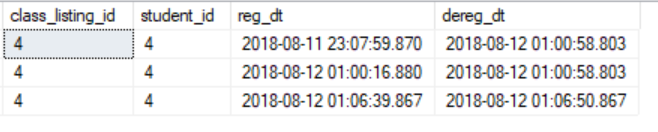 class_listing_id student_id reg_dt dereg_dt
4 4 2018-08-11 23:07:59.870 2018-08-12 01:00:58.803
4 4 2018-08-12 01:00:16.880 2018-08-12 01:00:58.803
4 4 2018-08-12 01:06:39.867 2018-08-12 01:06:50.867